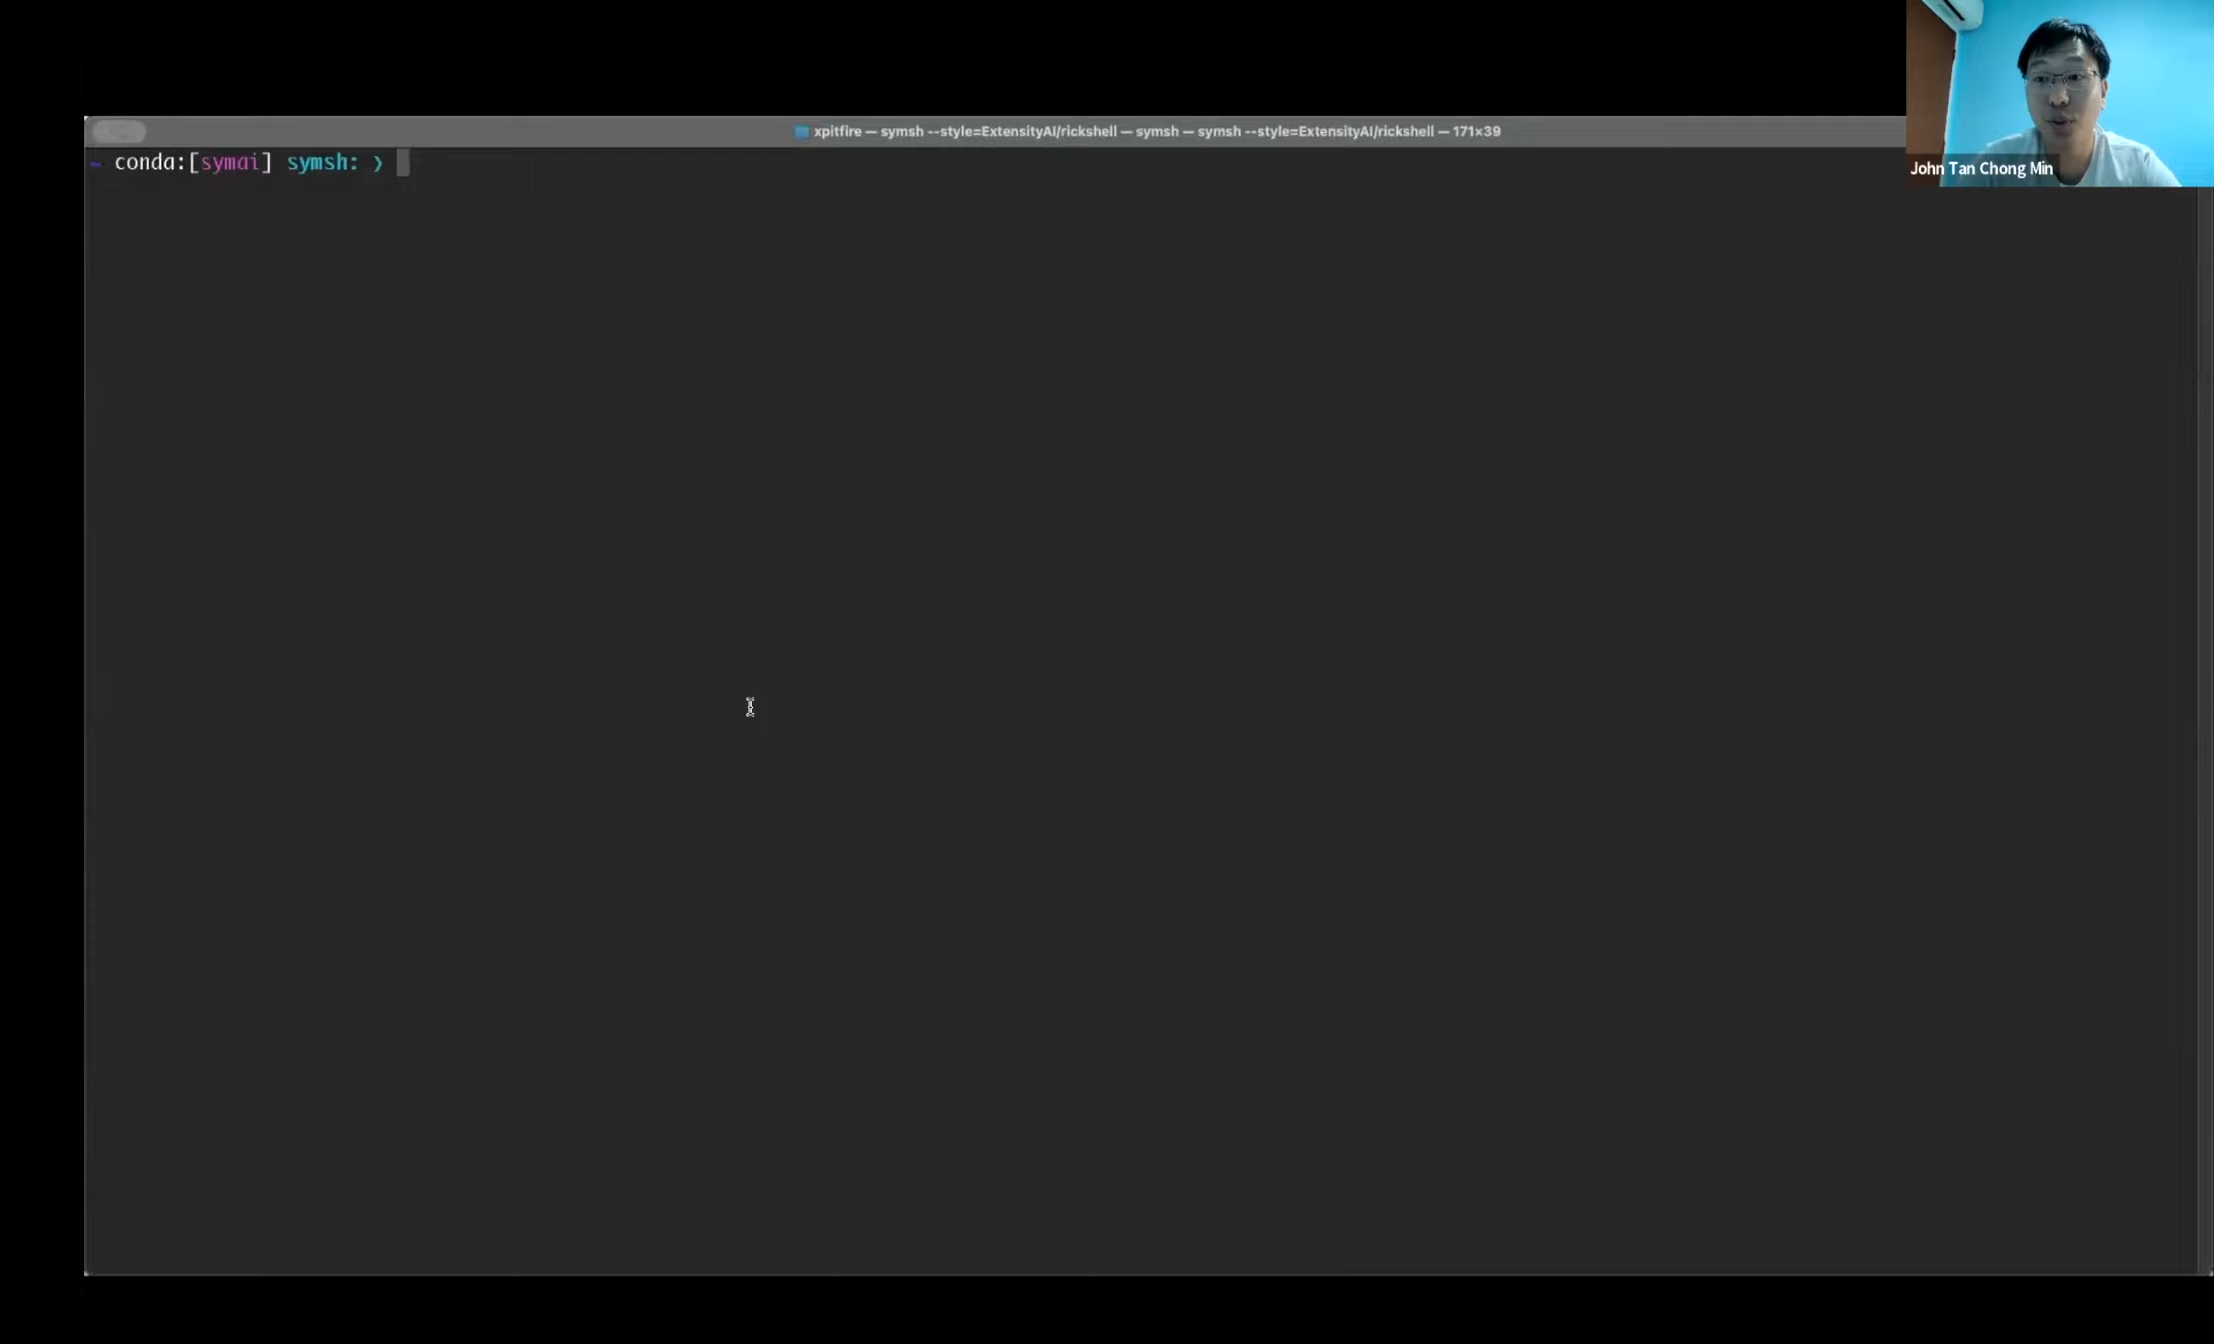 xpitfire — symsh --style=ExtensityAI/rickshell — symsh — symsh --style=ExtensityAI/rickshell — 171×39
~ conda:[symai] symsh: ❯
John Tan Chong Min